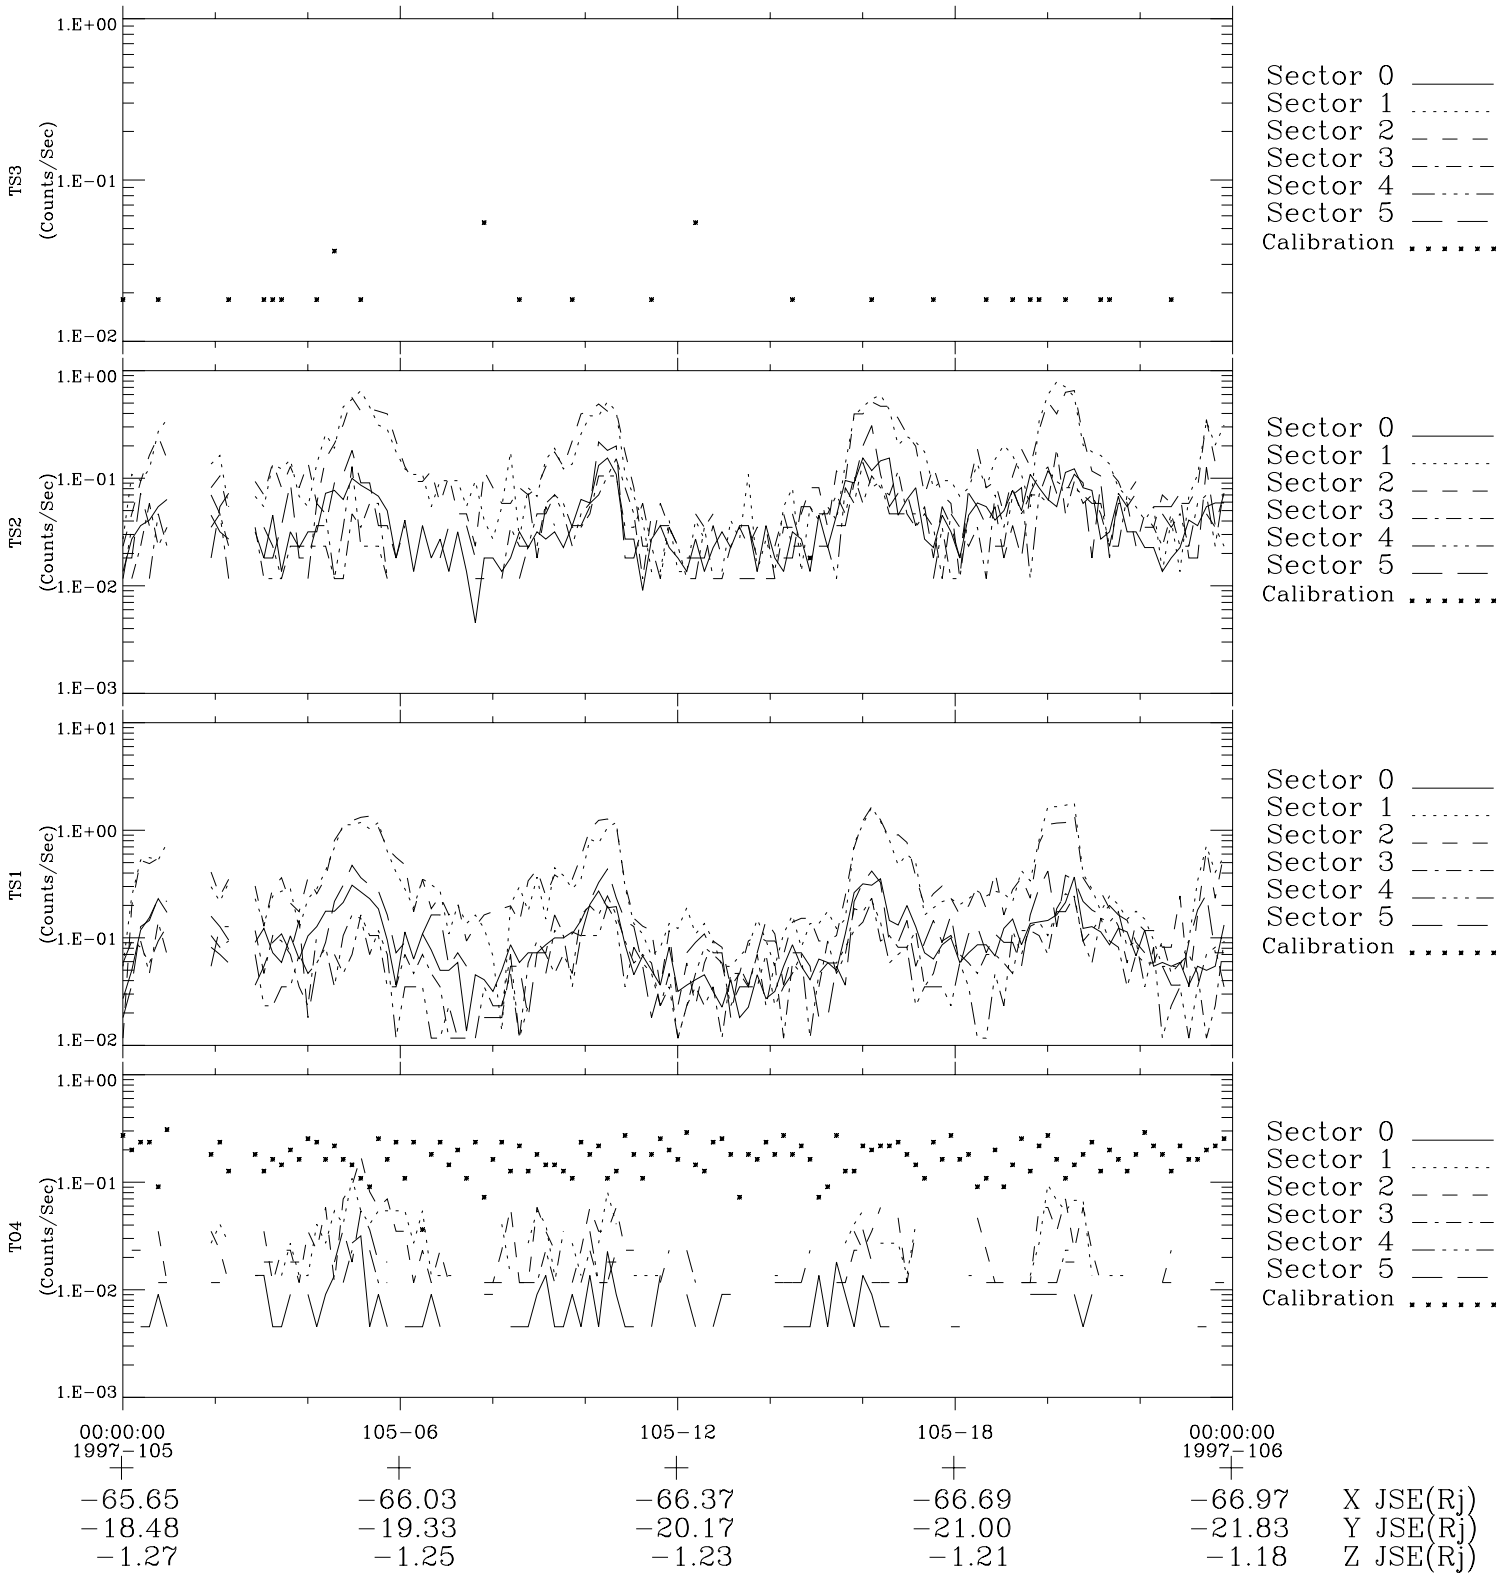 1.E+00
1.E-01
1.E-02
TS3
(Counts/Sec)
Sector 0
Sector 1
Sector 2
Sector 3
Sector 4
Sector 5
Calibration
1.E+00
1.E-01
1.E-02
1.E-03
TS2
(Counts/Sec)
Sector 0
Sector 1
Sector 2
Sector 3
Sector 4
Sector 5
Calibration
1.E+01
1.E+00
1.E-01
1.E-02
TS1
(Counts/Sec)
Sector 0
Sector 1
Sector 2
Sector 3
Sector 4
Sector 5
Calibration
1.E+00
1.E-01
1.E-02
1.E-03
T04
(Counts/Sec)
Sector 0
Sector 1
Sector 2
Sector 3
Sector 4
Sector 5
Calibration
00:00:00 105-06 105-12 105-18 00:00:00
1997-105 1997-106
-65.65 -66.03 -66.37 -66.69 -66.97 X JSE(Rj)
-18.48 -19.33 -20.17 -21.00 -21.83 Y JSE(Rj)
-1.27 -1.25 -1.23 -1.21 -1.18 Z JSE(Rj)